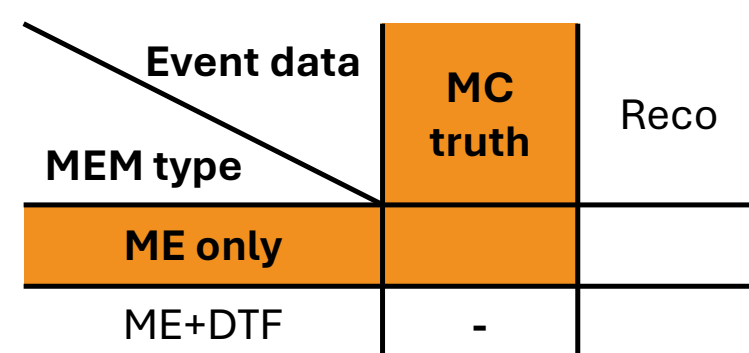 Event data
MC
truth
Reco
MEM type
ME only
ME+DTF
-